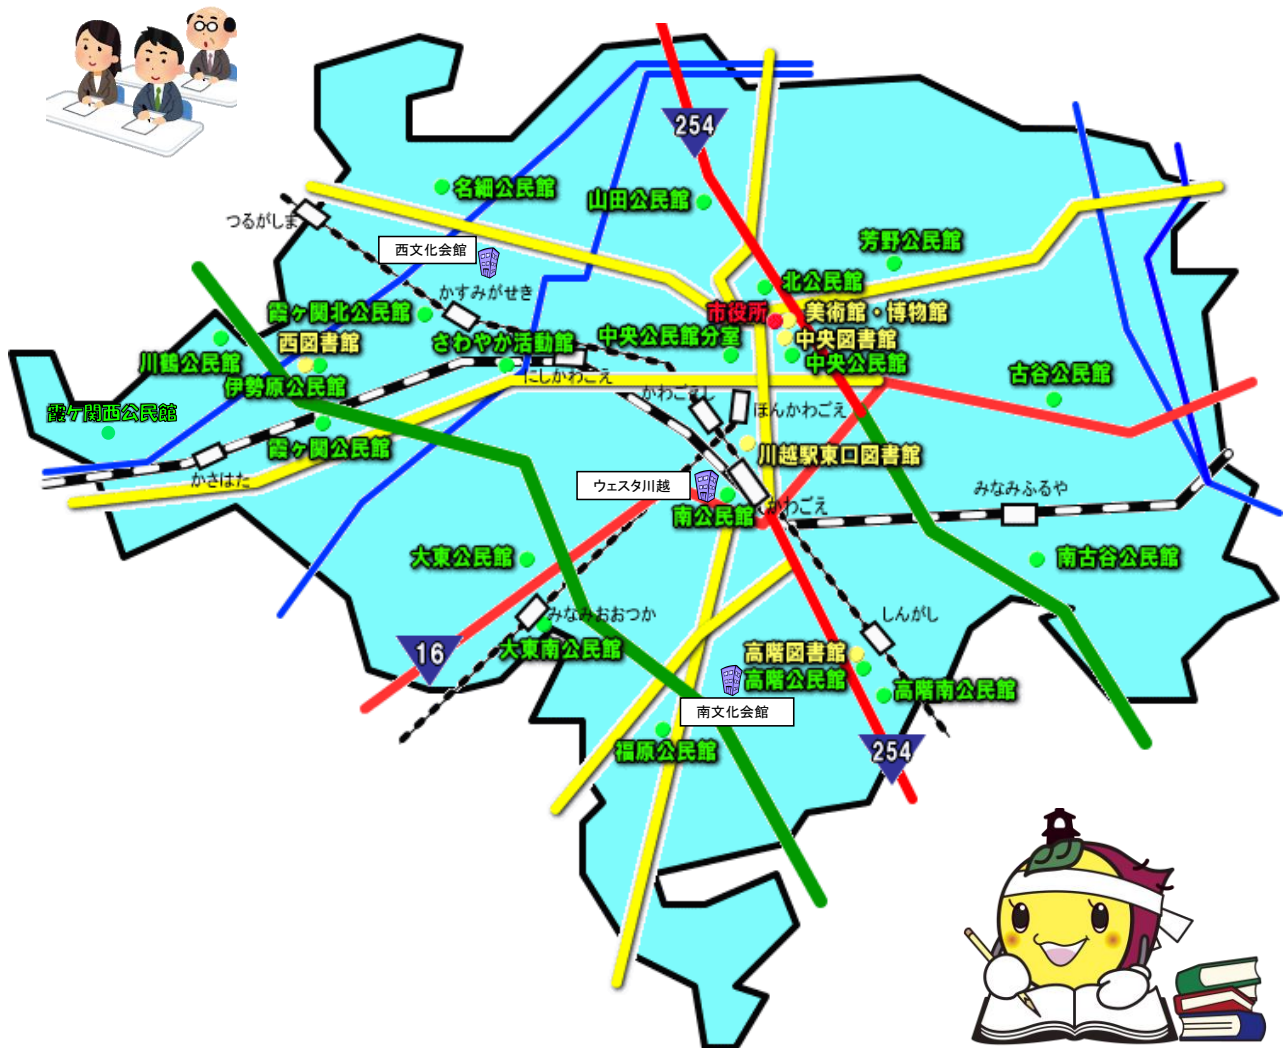 254
名細公民館
山田公民館
つるがしま
西文化会館
芳野公民館
北公民館
かすみがせき
霞ヶ関北公民館
市役所
美術館・博物館
中央公民館分室
中央図書館
西図書館
さわやか活動館
川鶴公民館
中央公民館
にしかわごえ
伊勢原公民館
古谷公民館
かわごえし
ほんかわごえ
霞ケ関西公民館
霞ヶ関公民館
川越駅東口図書館
かさはた
ウェスタ川越
みなみふるや
かわごえ
南公民館
大東公民館
南古谷公民館
みなみおおつか
しんがし
大東南公民館
16
高階図書館
高階公民館
高階南公民館
南文化会館
福原公民館
254